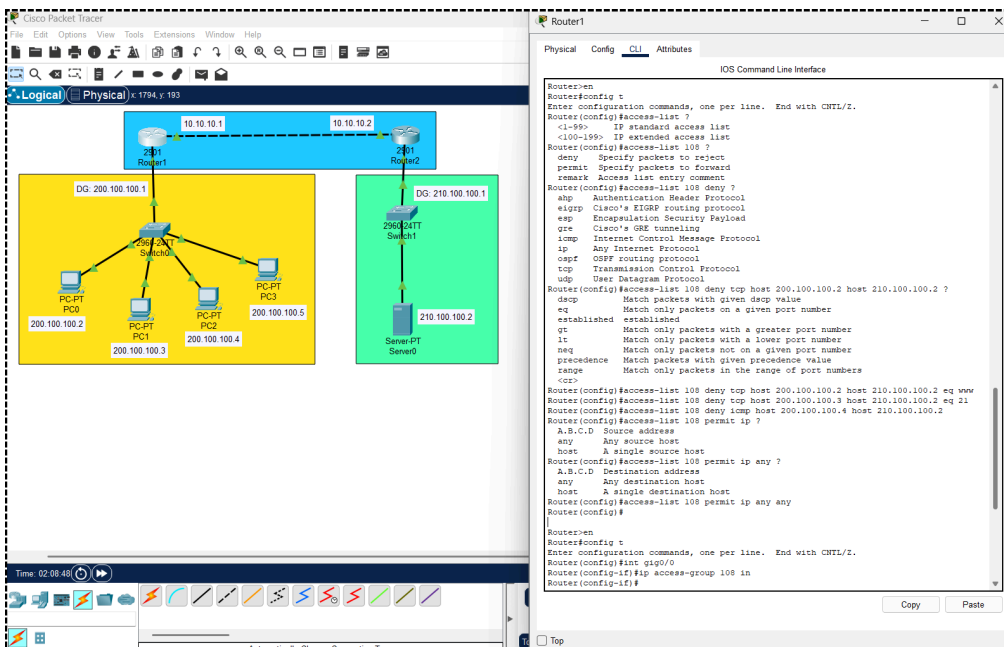 Cisco Packet Tracer
File Edit Options View Tools Extensions Window Help
Logical Physical x: 1794, y: 193
10.10.10.1
10.10.10.2
2901
Router1
2901
Router2
DG: 200.100.100.1
DG: 210.100.100.1
2960-24TT
Switch0
2960-24TT
Switch1
PC-PT
PC0
200.100.100.2
PC-PT
PC1
200.100.100.3
PC-PT
PC2
200.100.100.4
PC-PT
PC3
200.100.100.5
210.100.100.2
Server-PT
Server0
Time: 02:08:48
Router1
Physical Config CLI Attributes
IOS Command Line Interface
Router>en
Router#config t
Enter configuration commands, one per line. End with CNTL/Z.
Router(config)#access-list ?
<1-99> IP standard access list
<100-199> IP extended access list
Router(config)#access-list 108 ?
deny Specify packets to reject
permit Specify packets to forward
remark Access list entry comment
Router(config)#access-list 108 deny ?
ahp Authentication Header Protocol
eigrp Cisco's EIGRP routing protocol
esp Encapsulation Security Payload
gre Cisco's GRE tunneling
icmp Internet Control Message Protocol
ip Any Internet Protocol
ospf OSPF routing protocol
tcp Transmission Control Protocol
udp User Datagram Protocol
Router(config)#access-list 108 deny tcp host 200.100.100.2 host 210.100.100.2 ?
dscp Match packets with given dscp value
eq Match only packets on a given port number
established established
gt Match only packets with a greater port number
lt Match only packets with a lower port number
neq Match only packets not on a given port number
precedence Match packets with given precedence value
range Match only packets in the range of port numbers
<cr>
Router(config)#access-list 108 deny tcp host 200.100.100.2 host 210.100.100.2 eq www
Router(config)#access-list 108 deny tcp host 200.100.100.3 host 210.100.100.2 eq 21
Router(config)#access-list 108 deny icmp host 200.100.100.4 host 210.100.100.2
Router(config)#access-list 108 permit ip ?
A.B.C.D Source address
any Any source host
host A single source host
Router(config)#access-list 108 permit ip any ?
A.B.C.D Destination address
any Any destination host
host A single destination host
Router(config)#access-list 108 permit ip any any
Router(config)#
Router>en
Router#config t
Enter configuration commands, one per line. End with CNTL/Z.
Router(config)#int gig0/0
Router(config-if)#ip access-group 108 in
Router(config-if)#
Copy Paste
Top